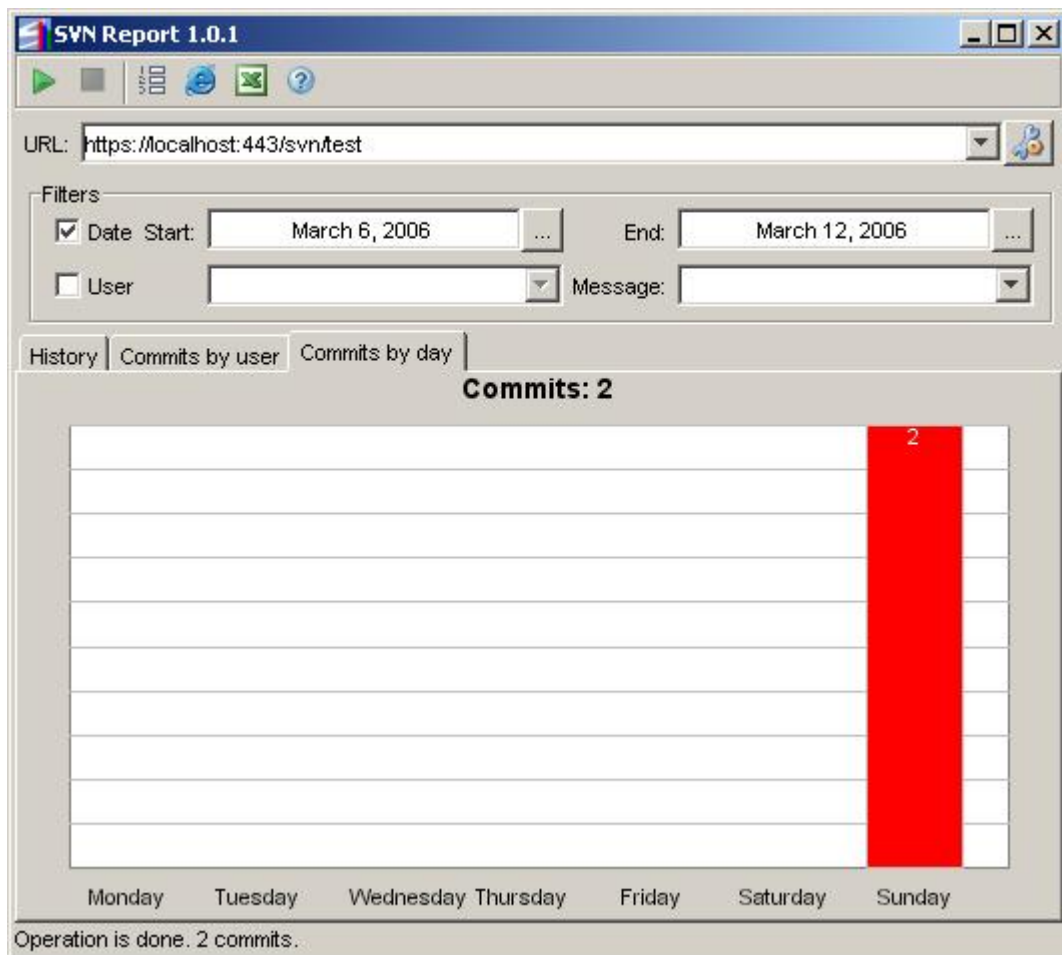 SVN Report 1.0.1
URL: https://localhost:443/svn/test
Filters
Date Start: March 6, 2006 ... End: March 12, 2006 ...
User Message:
History Commits by user Commits by day
Commits: 2
2
Monday Tuesday Wednesday Thursday Friday Saturday Sunday
Operation is done. 2 commits.